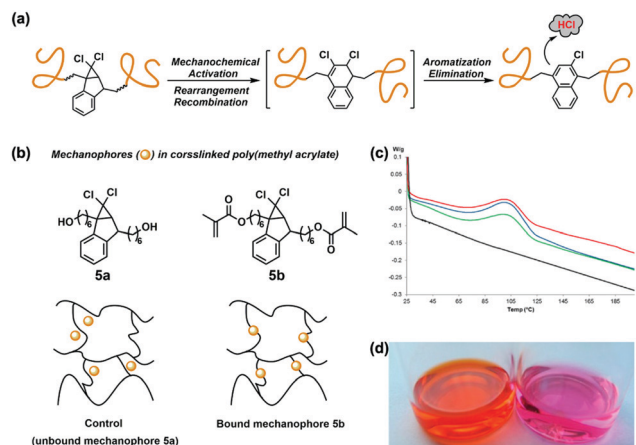 (a)
Cl Cl
Mechanochemical
Activation
Rearrangement
Recombination
Cl Cl
Aromatization
Elimination
HCl
Cl
(b)
Mechanophores ( ) in corsslinked poly(methyl acrylate)
Cl Cl
HO
6
6
OH
5a
Cl Cl
O
O
6
6
O
O
5b
Control
(unbound mechanophore 5a)
Bound mechanophore 5b
(c)
W/g
0.1
0.05
0
-0.05
-0.1
-0.15
-0.2
-0.25
-0.3
25
45
65
85
105
125
145
165
185
Temp (°C)
(d)